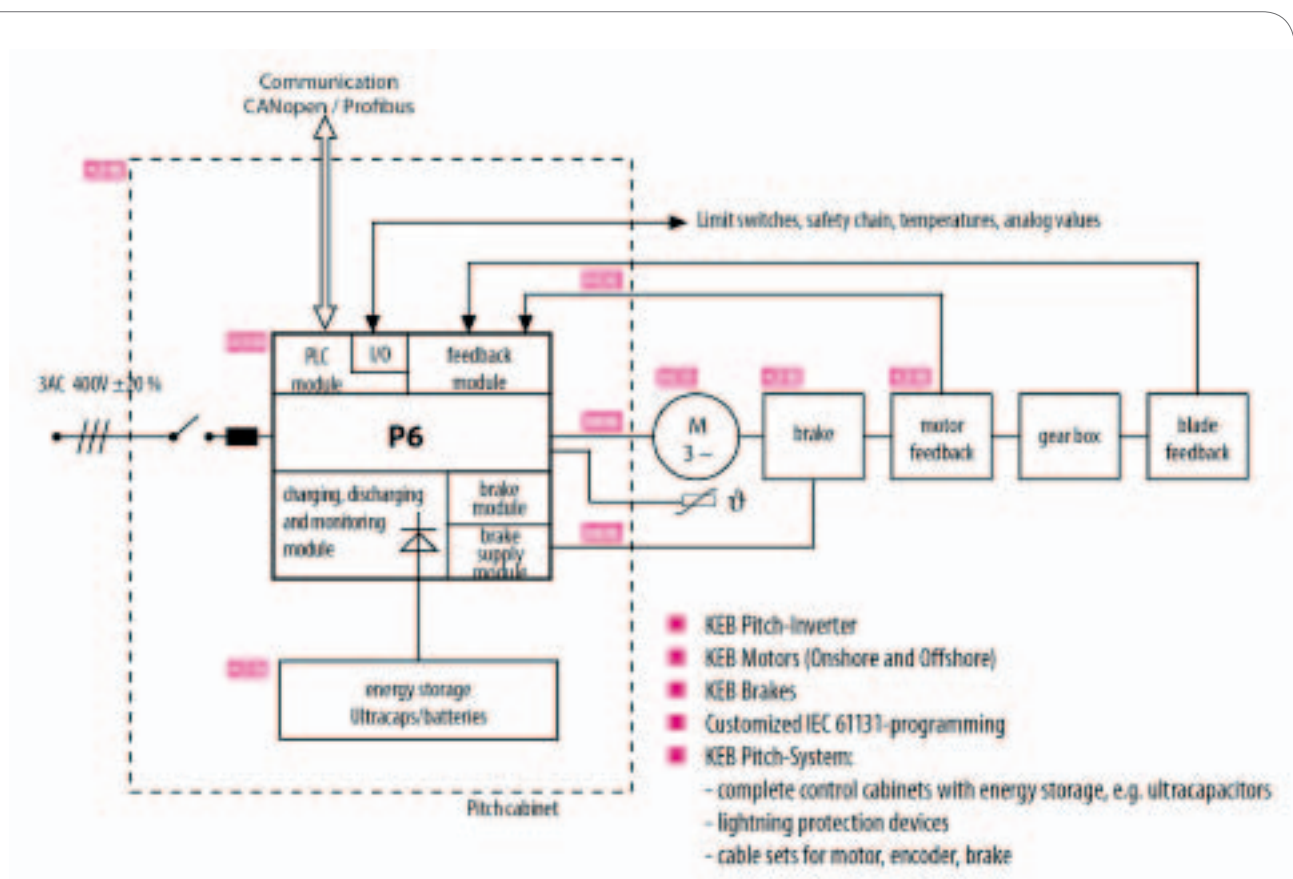 Communication
CANopen / Profibus
Limit switches, safety chain, temperatures, analog values
PLC
module
I/O
feedback
module
3AC 400V ± 20 %
P6
M
3 ~
brake
motor
feedback
gear box
blade
feedback
ϑ
charging, discharging
and monitoring
module
brake
module
brake
supply
module
energy storage
Ultracaps/batteries
Pitch cabinet
KEB Pitch-Inverter
KEB Motors (Onshore and Offshore)
KEB Brakes
Customized IEC 61131-programming
KEB Pitch-System:
- complete control cabinets with energy storage, e.g. ultracapacitors
- lightning protection devices
- cable sets for motor, encoder, brake